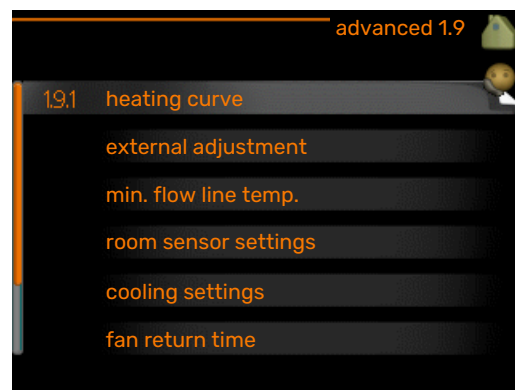 advanced 1.9
1.9.1 heating curve
external adjustment
min. flow line temp.
room sensor settings
cooling settings
fan return time